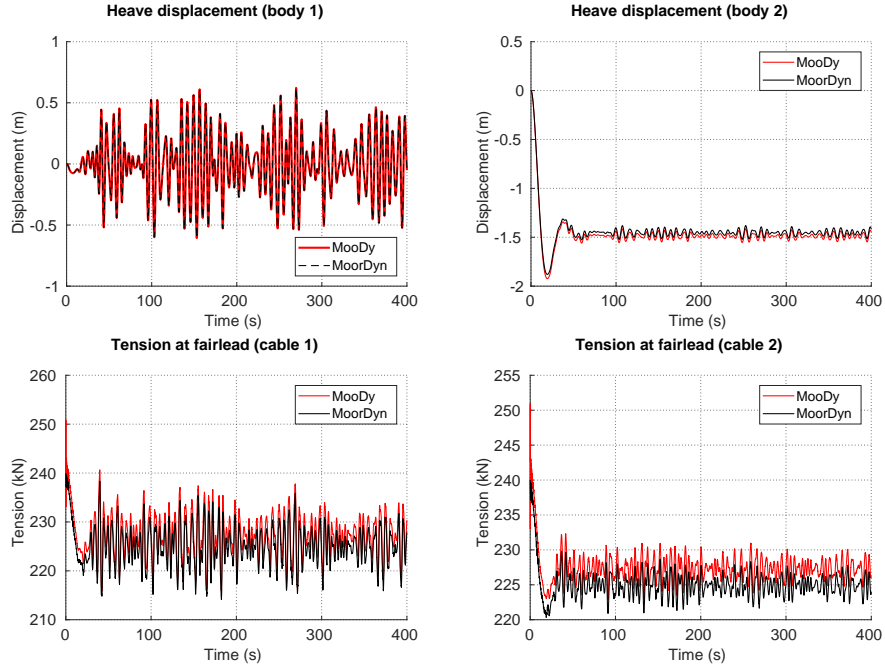 Heave displacement (body 1)
1
0.5
0
-0.5
-1
Displacement (m)
MooDy
MoorDyn
0 100 200 300 400
Time (s)
Heave displacement (body 2)
0.5
0
-0.5
-1
-1.5
-2
Displacement (m)
MooDy
MoorDyn
0 100 200 300 400
Time (s)
Tension at fairlead (cable 1)
260
250
240
230
220
210
Tension (kN)
MooDy
MoorDyn
0 100 200 300 400
Time (s)
Tension at fairlead (cable 2)
255
250
245
240
235
230
225
220
Tension (kN)
MooDy
MoorDyn
0 100 200 300 400
Time (s)